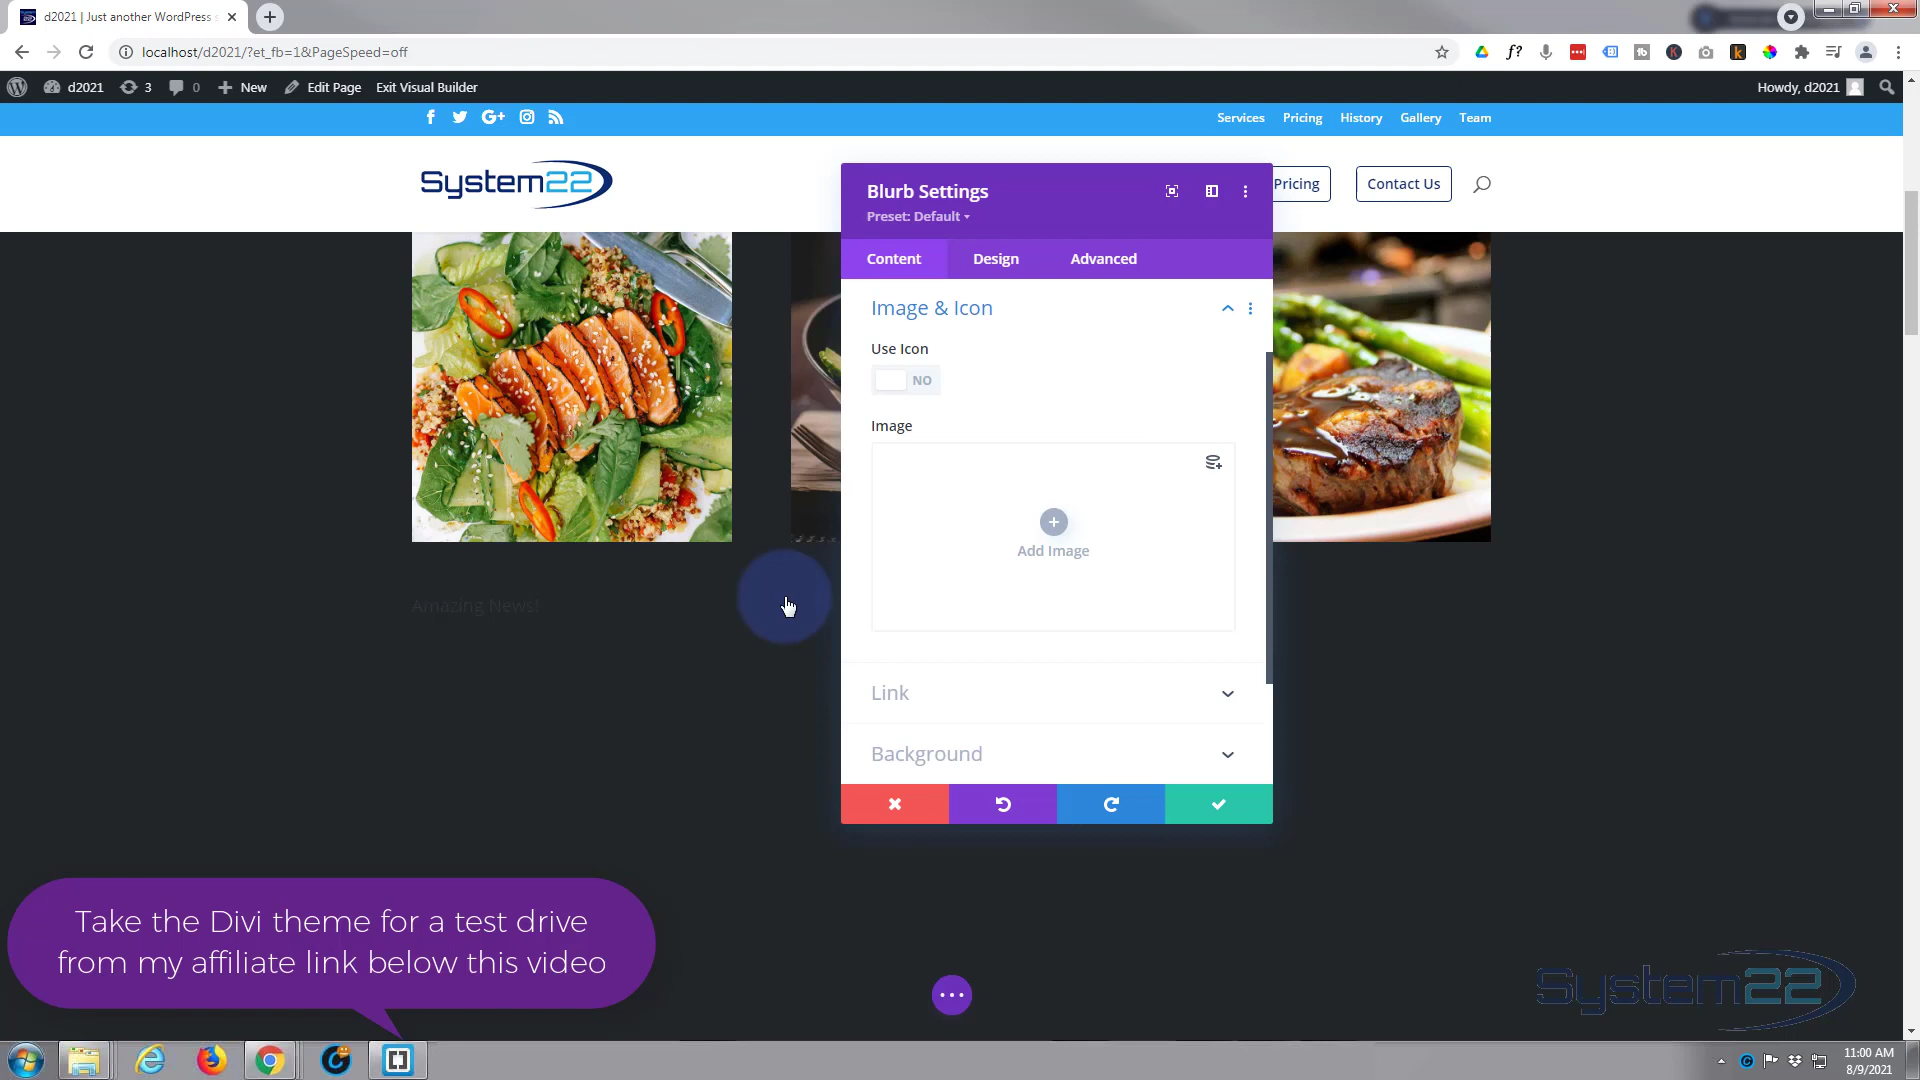 d2021 | Just another WordPress s
localhost/d2021/?et_fb=1&PageSpeed=off
d2021
3
0
New
Edit Page
Exit Visual Builder
Howdy, d2021
Services
Pricing
History
Gallery
Team
System22
Pricing
Contact Us
Blurb Settings
Preset: Default
Content
Design
Advanced
Image & Icon
Use Icon
NO
Image
Add Image
Amazing News!
Link
Background
Take the Divi theme for a test drive
from my affiliate link below this video
System22
11:00 AM
8/9/2021